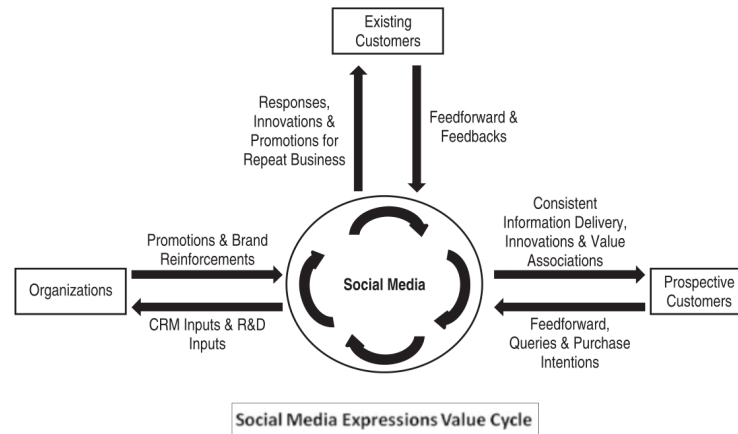 Existing
Customers
Responses,
Innovations &
Promotions for
Repeat Business
Feedforward &
Feedbacks
Consistent
Information Delivery,
Innovations & Value
Associations
Promotions & Brand
Reinforcements
Organizations
Social Media
Prospective
Customers
CRM Inputs & R&D
Inputs
Feedforward,
Queries & Purchase
Intentions
Social Media Expressions Value Cycle